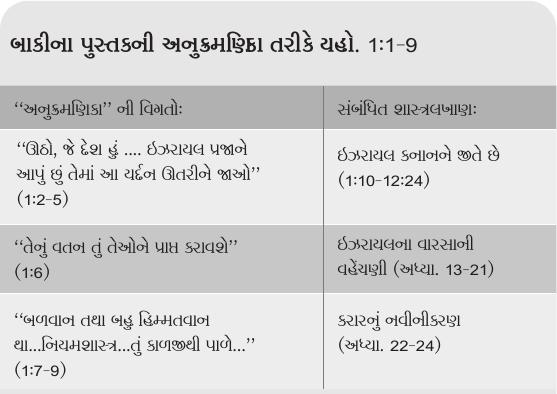 બાકીના પુસ્તકની અનુક્રમણિકા તરીકે યહો. 1:1-9
“અનુક્રમણિકા” ની વિગતોઃ
સંબંધિત શાસ્ત્રલખાણઃ
“ઊઠો, જે દેશ હું .... ઇઝરાયલ પ્રજાને
આપું છું તેમાં આ યર્દન ઊતરીને જાઓ”
(1:2-5)
ઇઝરાયલ કનાનને જીતે છે
(1:10-12:24)
“તેનું વતન તું તેઓને પ્રાપ્ત કરાવશે”
(1:6)
ઇઝરાયલના વારસાની
વહેંચણી (અધ્યા. 13-21)
“બળવાન તથા બહુ હિમ્મતવાન
થા...નિયમશાસ્ત્ર...તું કાળજીથી પાળે...”
(1:7-9)
કરારનું નવીનીકરણ
(અધ્યા. 22-24)